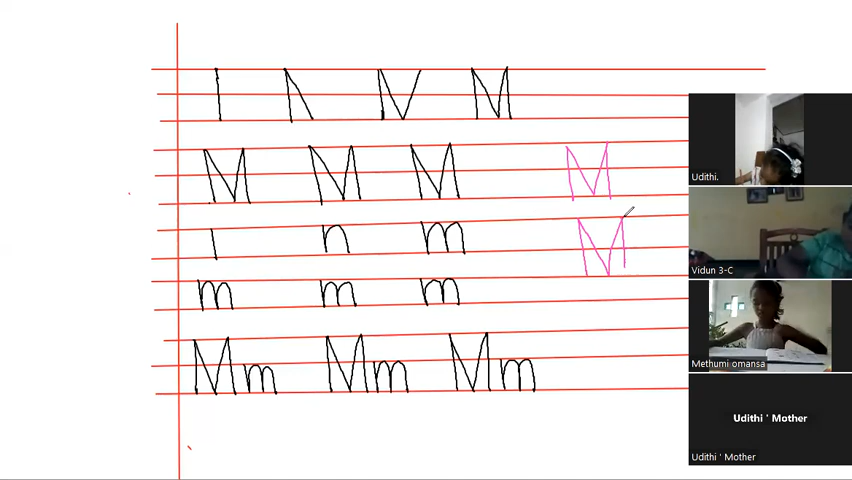 l Λ V M
M M M M
l n m M
m m m
Mm Mm Mm
Udithi.
Vidun 3-C
Methumi omansa
Udithi ' Mother
Udithi ' Mother